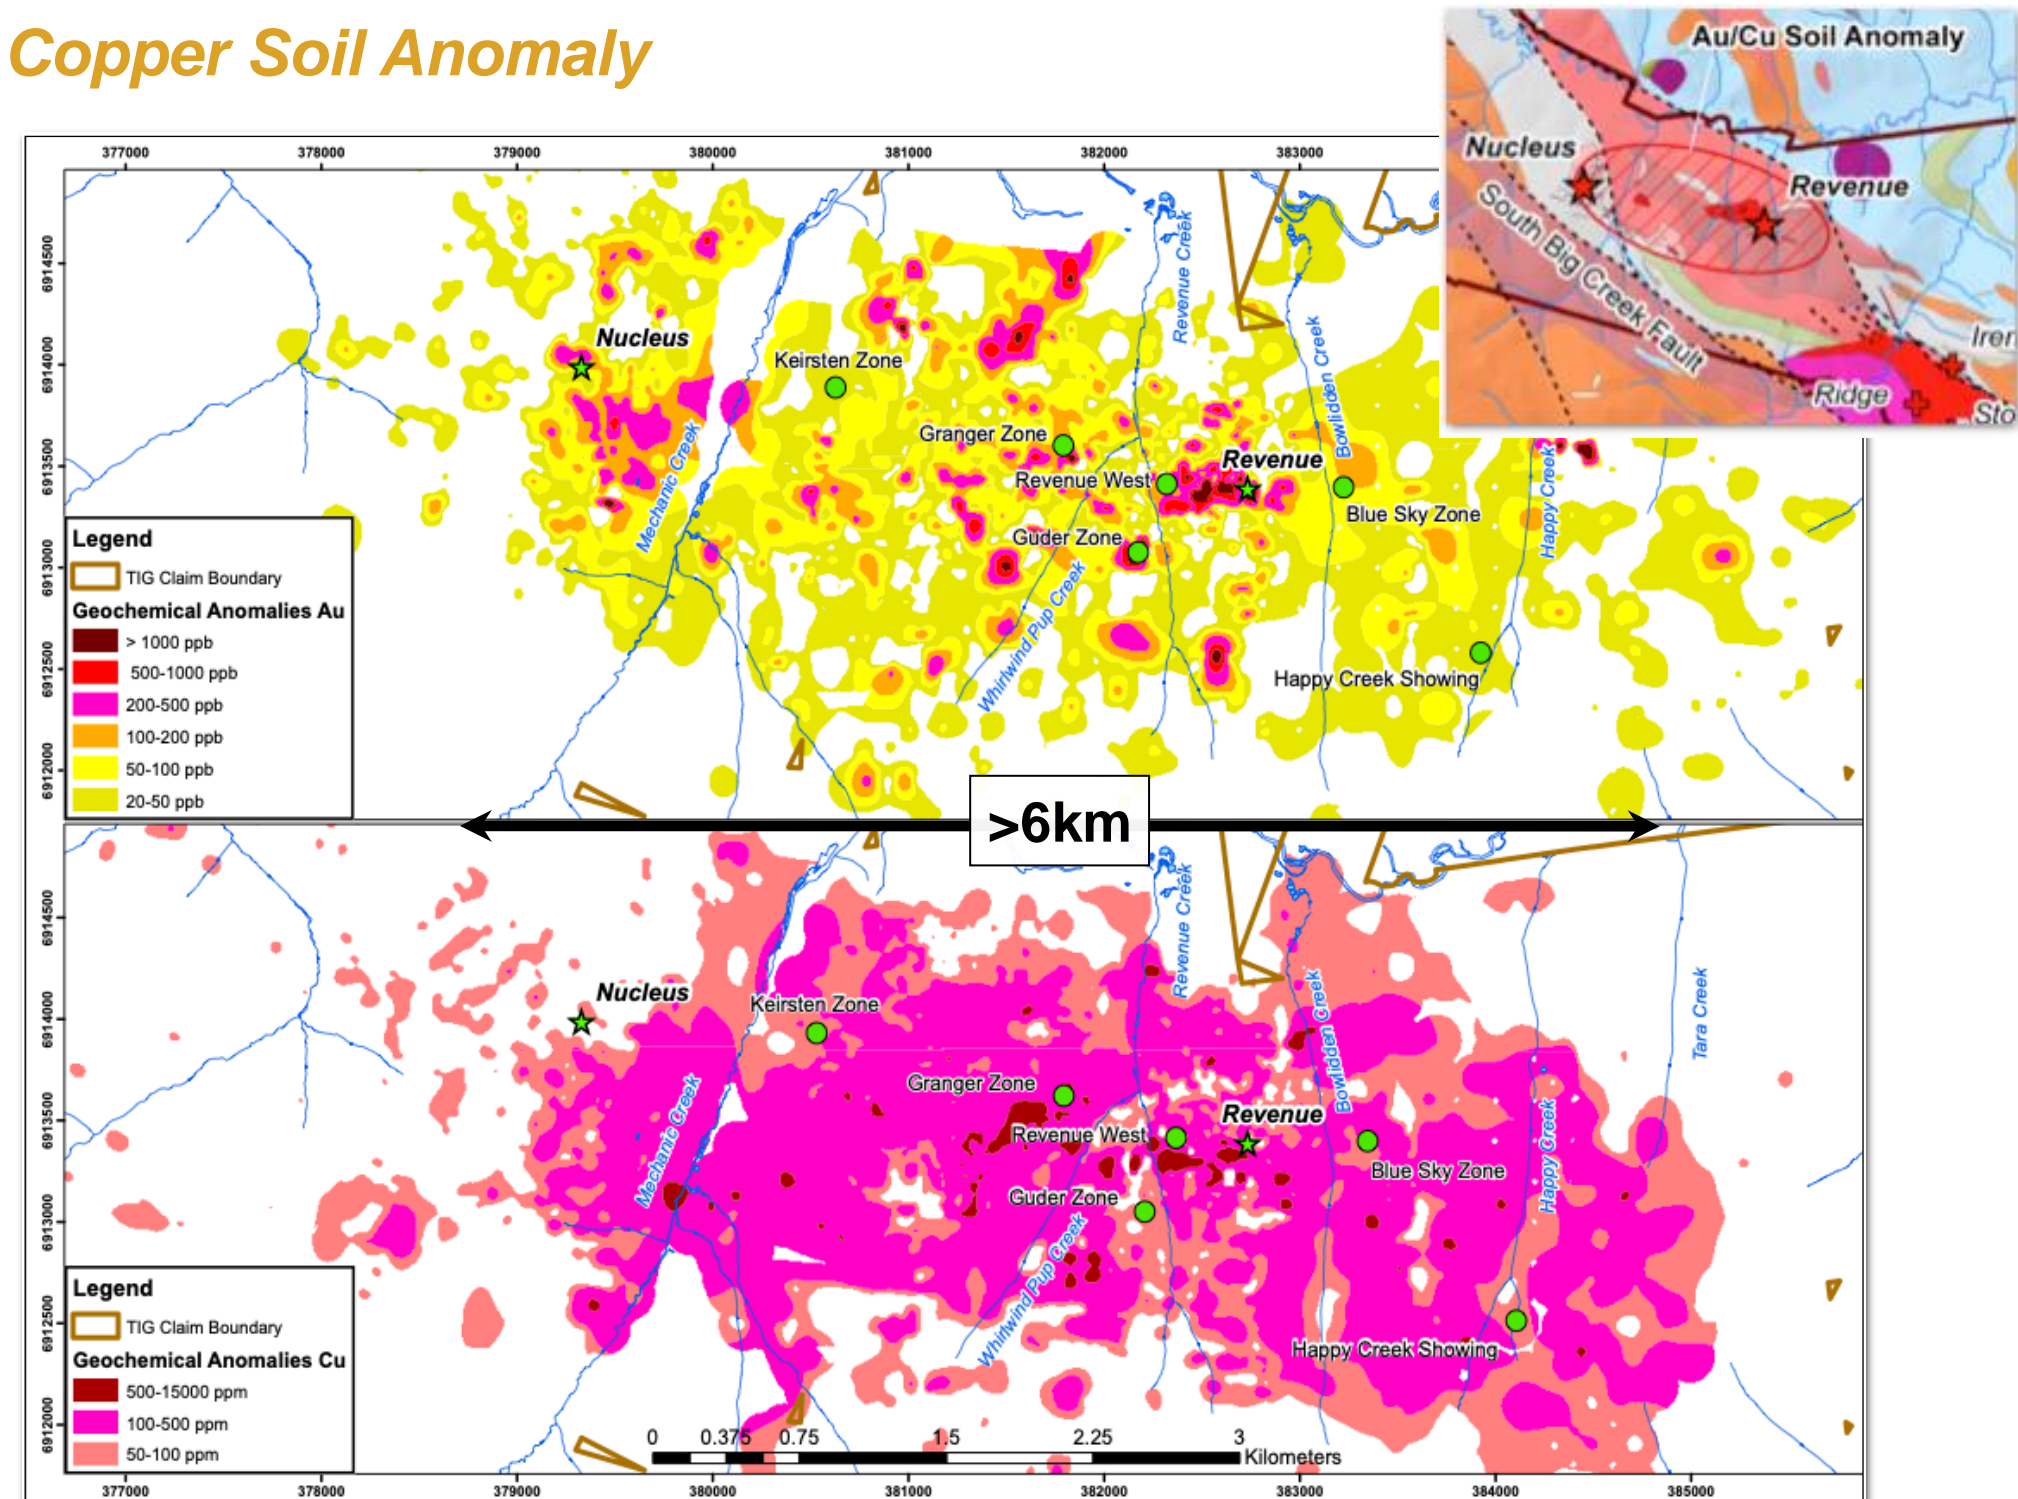 Copper Soil Anomaly
Au/Cu Soil Anomaly
Nucleus
Revenue
South Big Creek Fault
Ridge
377000 378000 379000 380000 381000 382000 383000
6914500
6914000
6913500
6913000
6912500
6912000
Revenue Creek
Nucleus
Keirsten Zone
Bowlidden Creek
Granger Zone
Revenue
Revenue West
Mechanic Creek
Blue Sky Zone
Happy Creek
Guder Zone
Whirlwind Pup Creek
Happy Creek Showing
Legend
TIG Claim Boundary
Geochemical Anomalies Au
> 1000 ppb
500-1000 ppb
200-500 ppb
100-200 ppb
50-100 ppb
20-50 ppb
>6km
6914500
6914000
6913500
6913000
6912500
6912000
Revenue Creek
Nucleus
Keirsten Zone
Bowlidden Creek
Tara Creek
Granger Zone
Revenue
Revenue West
Mechanic Creek
Blue Sky Zone
Happy Creek
Guder Zone
Whirlwind Pup Creek
Happy Creek Showing
Legend
TIG Claim Boundary
Geochemical Anomalies Cu
500-15000 ppm
100-500 ppm
50-100 ppm
0 0.375 0.75 1.5 2.25 3
Kilometers
377000 378000 379000 380000 381000 382000 383000 384000 385000